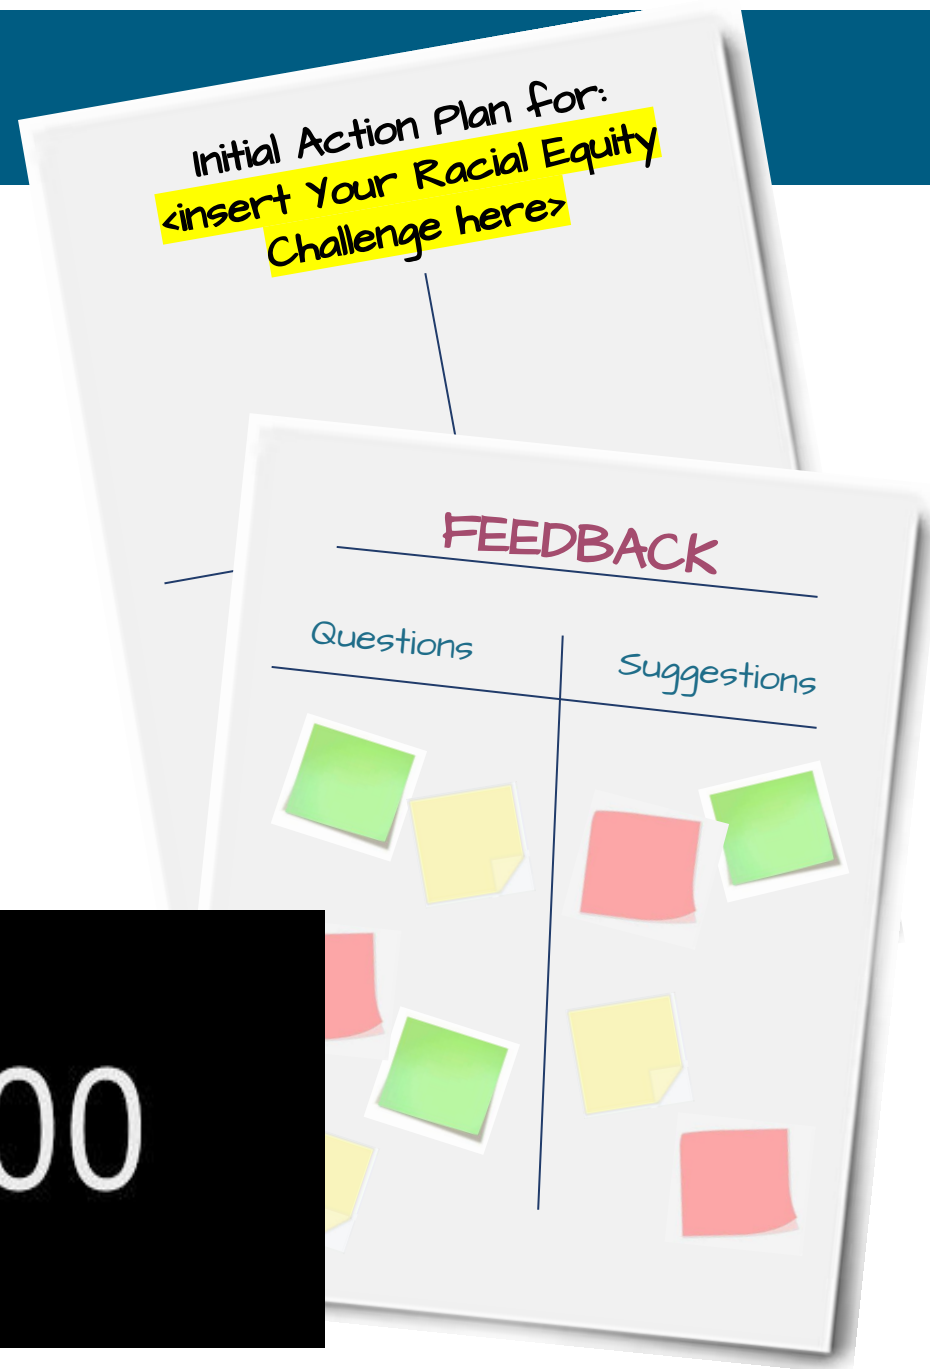 Initial Action Plan for:
<insert Your Racial Equity
Challenge here>
FEEDBACK
Questions
Suggestions
00